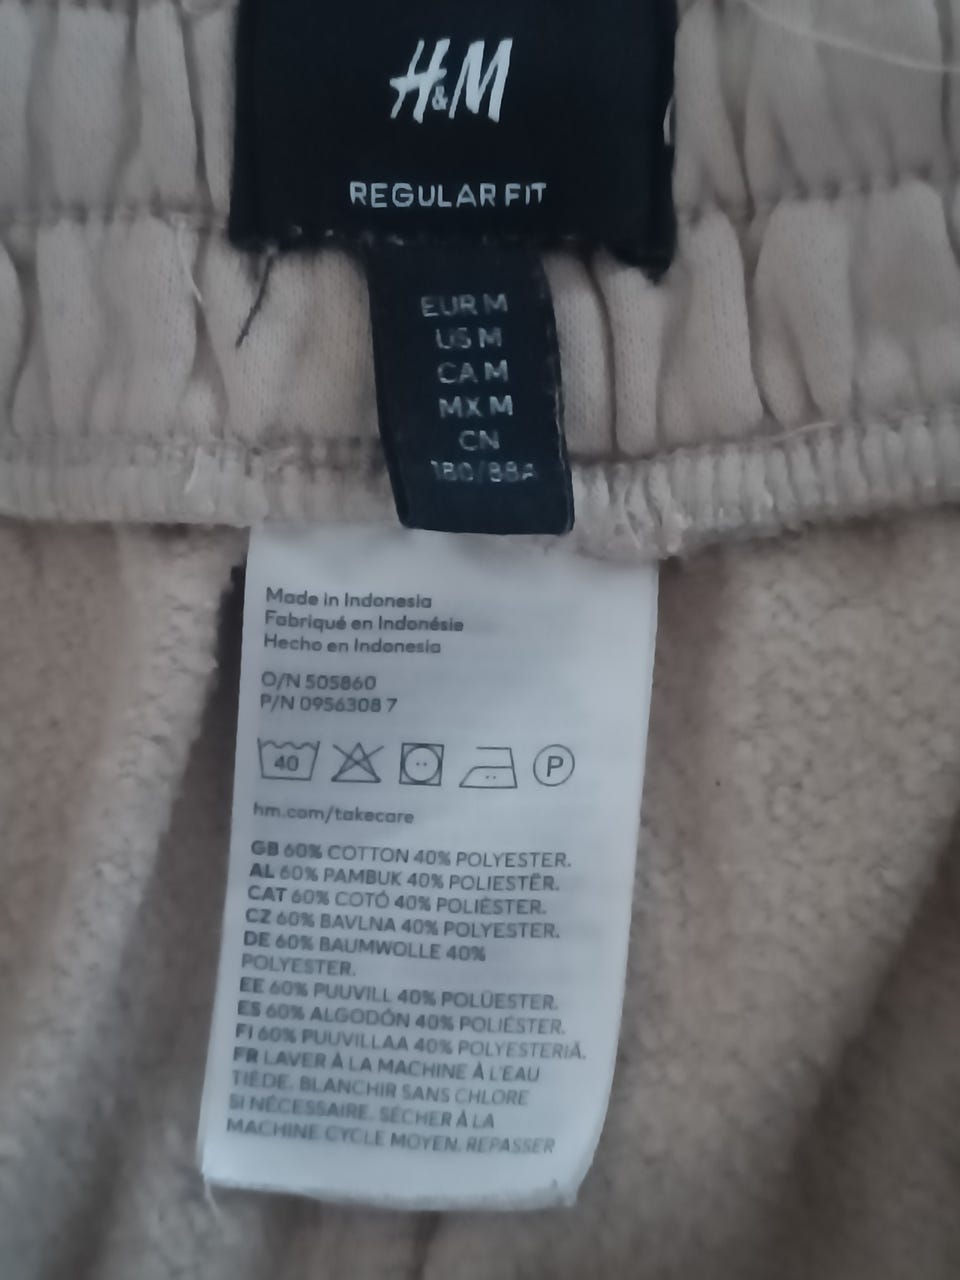 H&M
REGULAR FIT
EUR M
US M
CA M
MX M
CN
180/88A
Made in Indonesia
Fabriqué en Indonésie
Hecho en Indonesia
O/N 505860
P/N 0956308 7
40 P
hm.com/takecare
GB 60% COTTON 40% POLYESTER.
AL 60% PAMBUK 40% POLIESTËR.
CAT 60% COTÓ 40% POLIÈSTER.
CZ 60% BAVLNA 40% POLYESTER.
DE 60% BAUMWOLLE 40%
POLYESTER.
EE 60% PUUVILL 40% POLÜESTER.
ES 60% ALGODÓN 40% POLIÉSTER.
FI 60% PUUVILLAA 40% POLYESTERIÄ.
FR LAVER À LA MACHINE À L'EAU
TIÈDE. BLANCHIR SANS CHLORE
SI NÉCESSAIRE. SÉCHER À LA
MACHINE CYCLE MOYEN. REPASSER